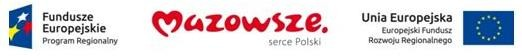 Fundusze
Europejskie
Program Regionalny
Mazowsze.
serce Polski
Unia Europejska
Europejski Fundusz
Rozwoju Regionalnego